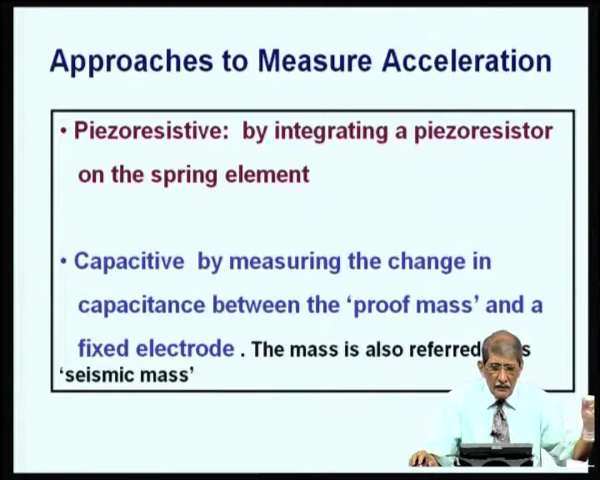 Approaches to Measure Acceleration
• Piezoresistive: by integrating a piezoresistor
on the spring element
• Capacitive by measuring the change in
capacitance between the ‘proof mass’ and a
fixed electrode . The mass is also referred
‘seismic mass’